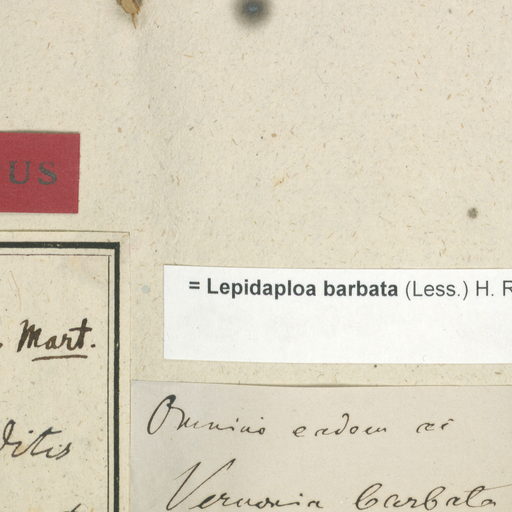 US
= Lepidaploa barbata (Less.) H. R
Mart.
ditis
Omnino eadem ac
Vernonia barbata